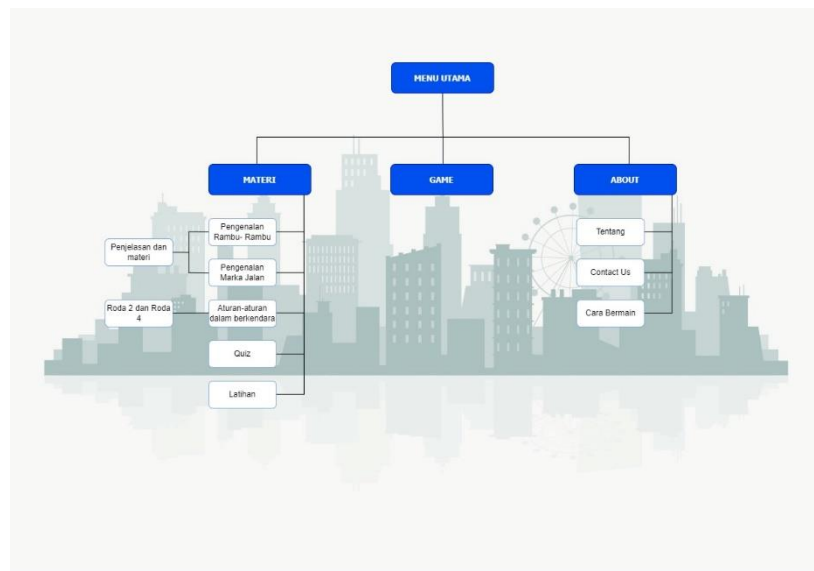 MENU UTAMA
MATERI
GAME
ABOUT
Pengenalan
Rambu- Rambu
Penjelasan dan
materi
Pengenalan
Marka Jalan
Roda 2 dan Roda
4
Aturan-aturan
dalam berkendara
Quiz
Latihan
Tentang
Contact Us
Cara Bermain